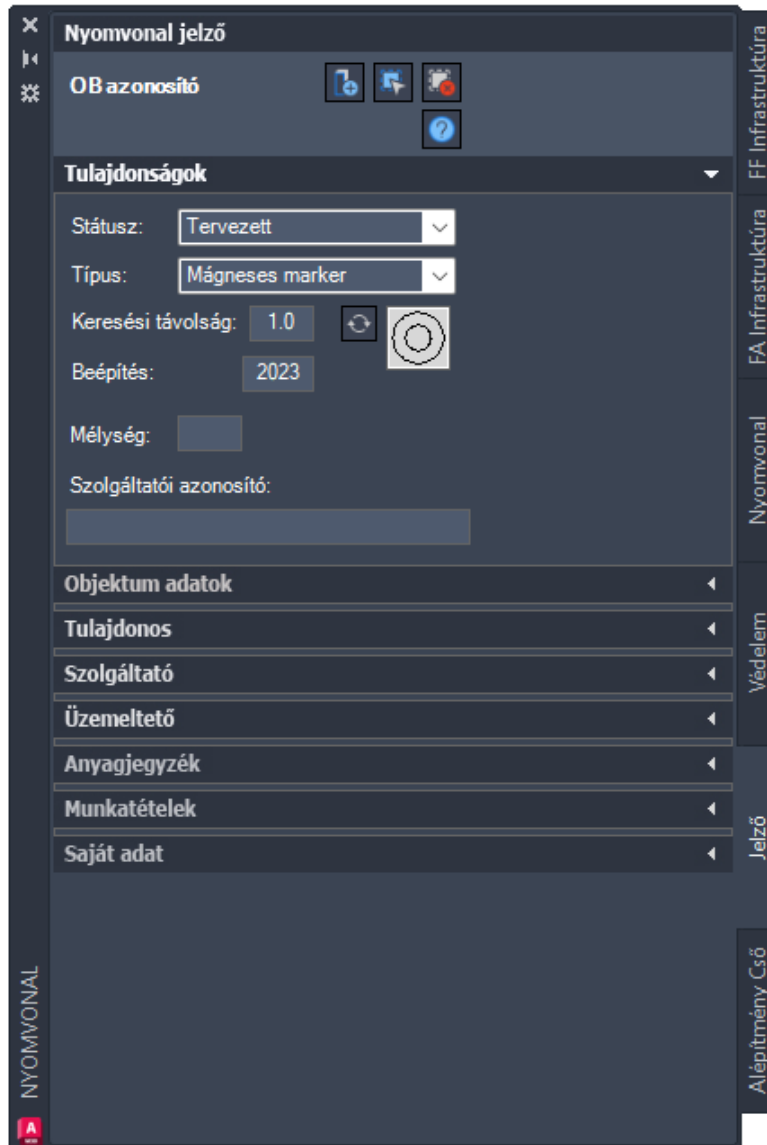 Nyomvonal jelző
OB azonosító
Tulajdonságok
Státusz: Tervezett
Típus: Mágneses marker
Keresési távolság: 1.0
Beépítés: 2023
Mélység:
Szolgáltatói azonosító:
Objektum adatok
Tulajdonos
Szolgáltató
Üzemeltető
Anyagjegyzék
Munkatételek
Saját adat
FF Infrastruktúra
FA Infrastruktúra
Nyomvonal
Védelem
Jelző
Alépítmény Cső
NYOMVONAL
A